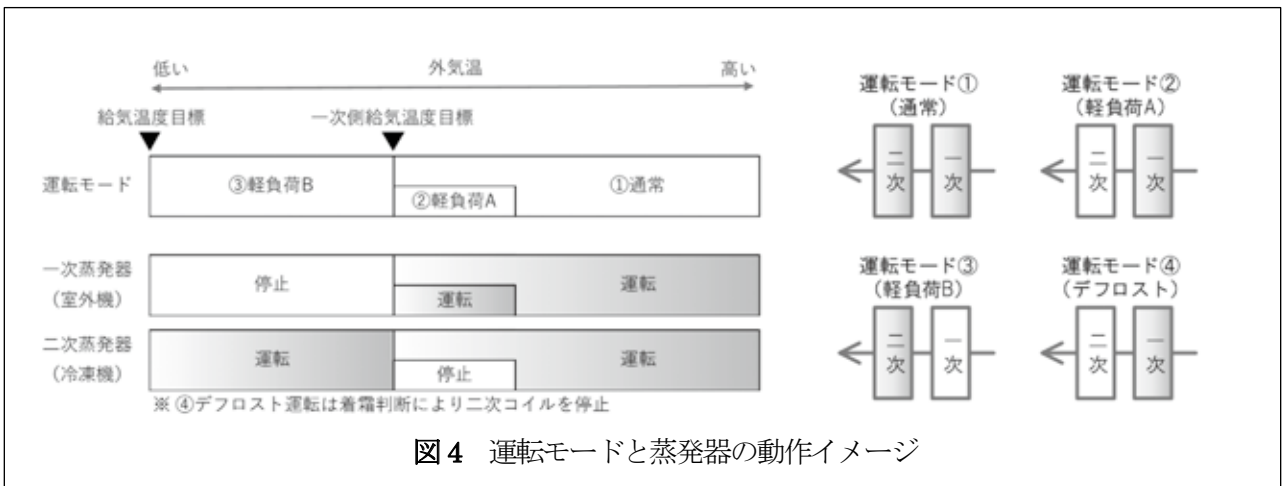 低い 外気温 高い
給気温度目標 一次側給気温度目標
運転モード ③軽負荷B ②軽負荷A ①通常
一次蒸発器
(室外機)
停止 運転 運転
二次蒸発器
(冷凍機)
運転 停止 運転
※ ④デフロスト運転は着霜判断により二次コイルを停止
運転モード①
(通常)
二次 一次
運転モード②
(軽負荷A)
二次 一次
運転モード③
(軽負荷B)
二次 一次
運転モード④
(デフロスト)
二次 一次
図4 運転モードと蒸発器の動作イメージ